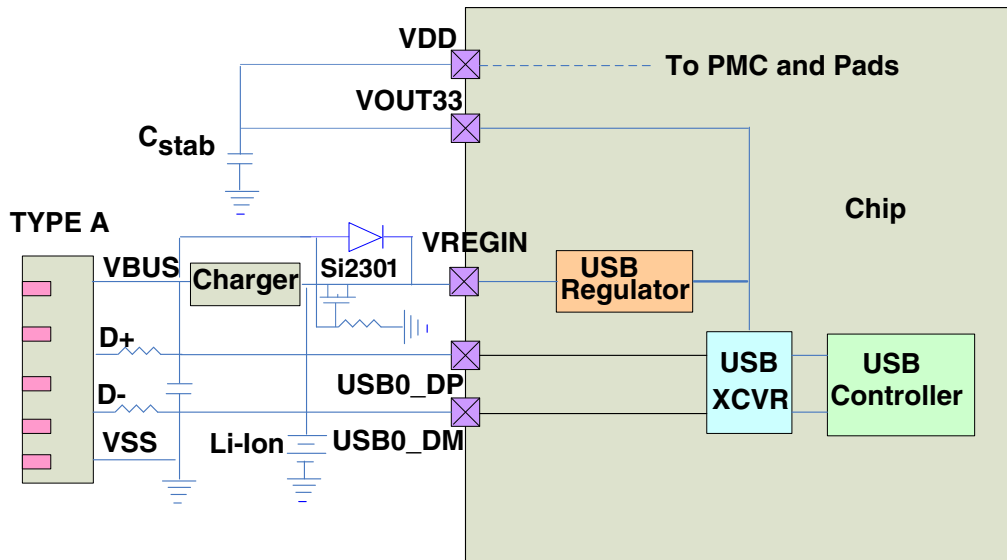 VDD
To PMC and Pads
VOUT33
Cstab
Chip
TYPE A
VREGIN
VBUS
Charger
Si2301
USB
Regulator
D+
USB0_DP
USB
XCVR
USB
Controller
D-
VSS
Li-Ion
USB0_DM